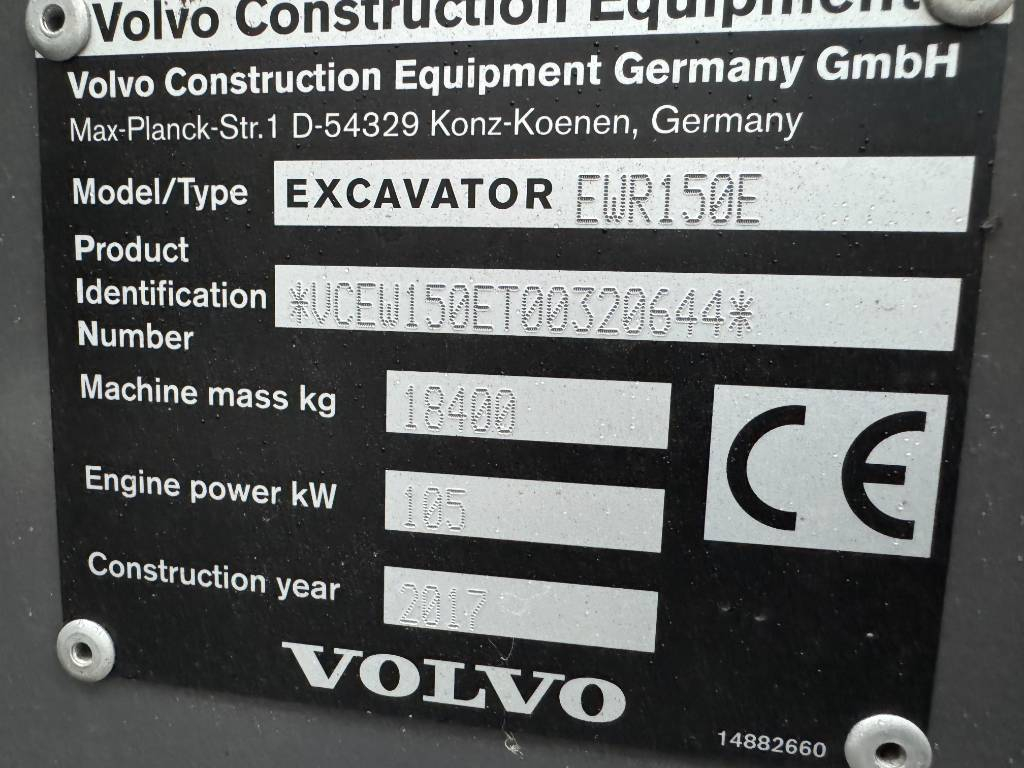 Volvo Construction Equipment
Volvo Construction Equipment Germany GmbH
Max-Planck-Str.1 D-54329 Konz-Koenen, Germany
Model/Type EXCAVATOR EWR150E
Product
Identification *VCEW150ET00320644*
Number
Machine mass kg 18400
Engine power kW 105
Construction year 2017
CE
VOLVO
14882660